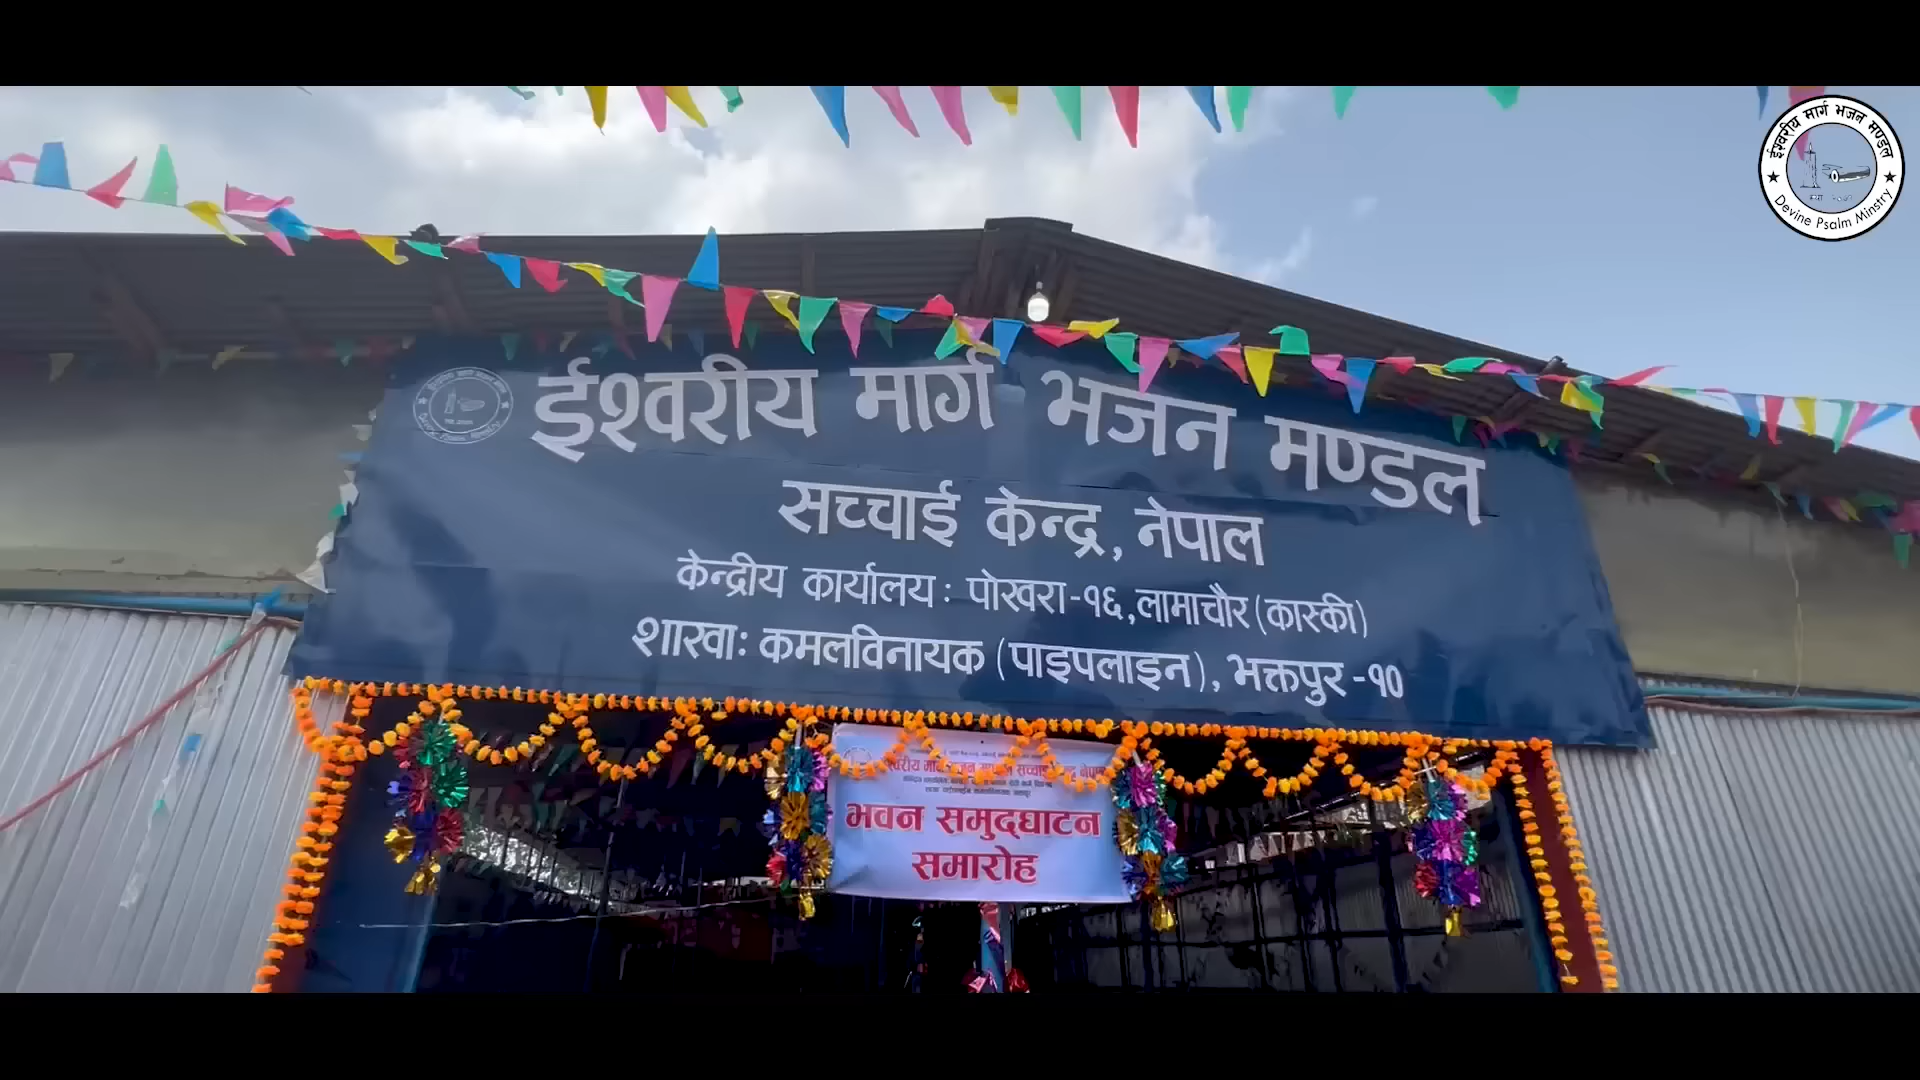 ईश्वरीय मार्ग भजन मण्डल
Devine Psalm Minstry
ईश्वरीय मार्ग भजन मण्डल
सच्चाई केन्द्र, नेपाल
केन्द्रीय कार्यालय: पोखरा-१६,लामाचौर (कास्की)
शाखा: कमलविनायक (पाइपलाइन), भक्तपुर-१०
भवन समुद्घाटन
समारोह